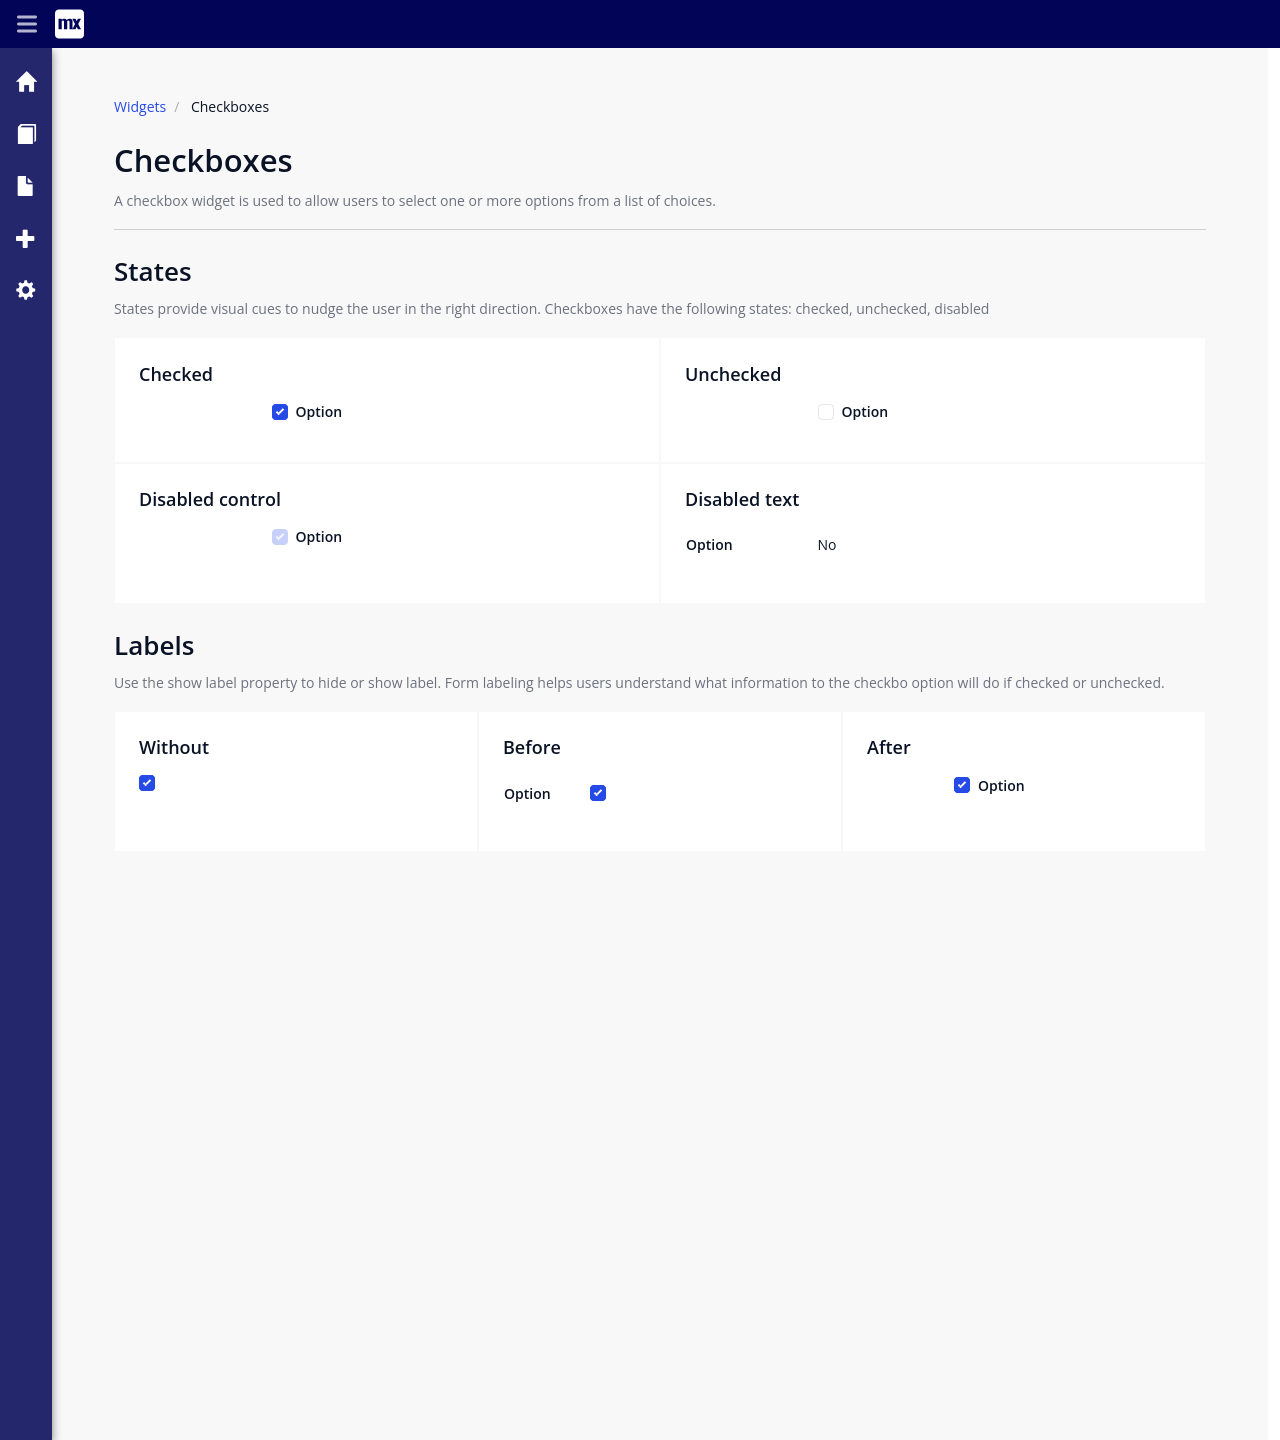 mx
Widgets / Checkboxes
Checkboxes
A checkbox widget is used to allow users to select one or more options from a list of choices.
States
States provide visual cues to nudge the user in the right direction. Checkboxes have the following states: checked, unchecked, disabled
Checked
Option
Unchecked
Option
Disabled control
Option
Disabled text
Option No
Labels
Use the show label property to hide or show label. Form labeling helps users understand what information to the checkbo option will do if checked or unchecked.
Without
Before
Option
After
Option